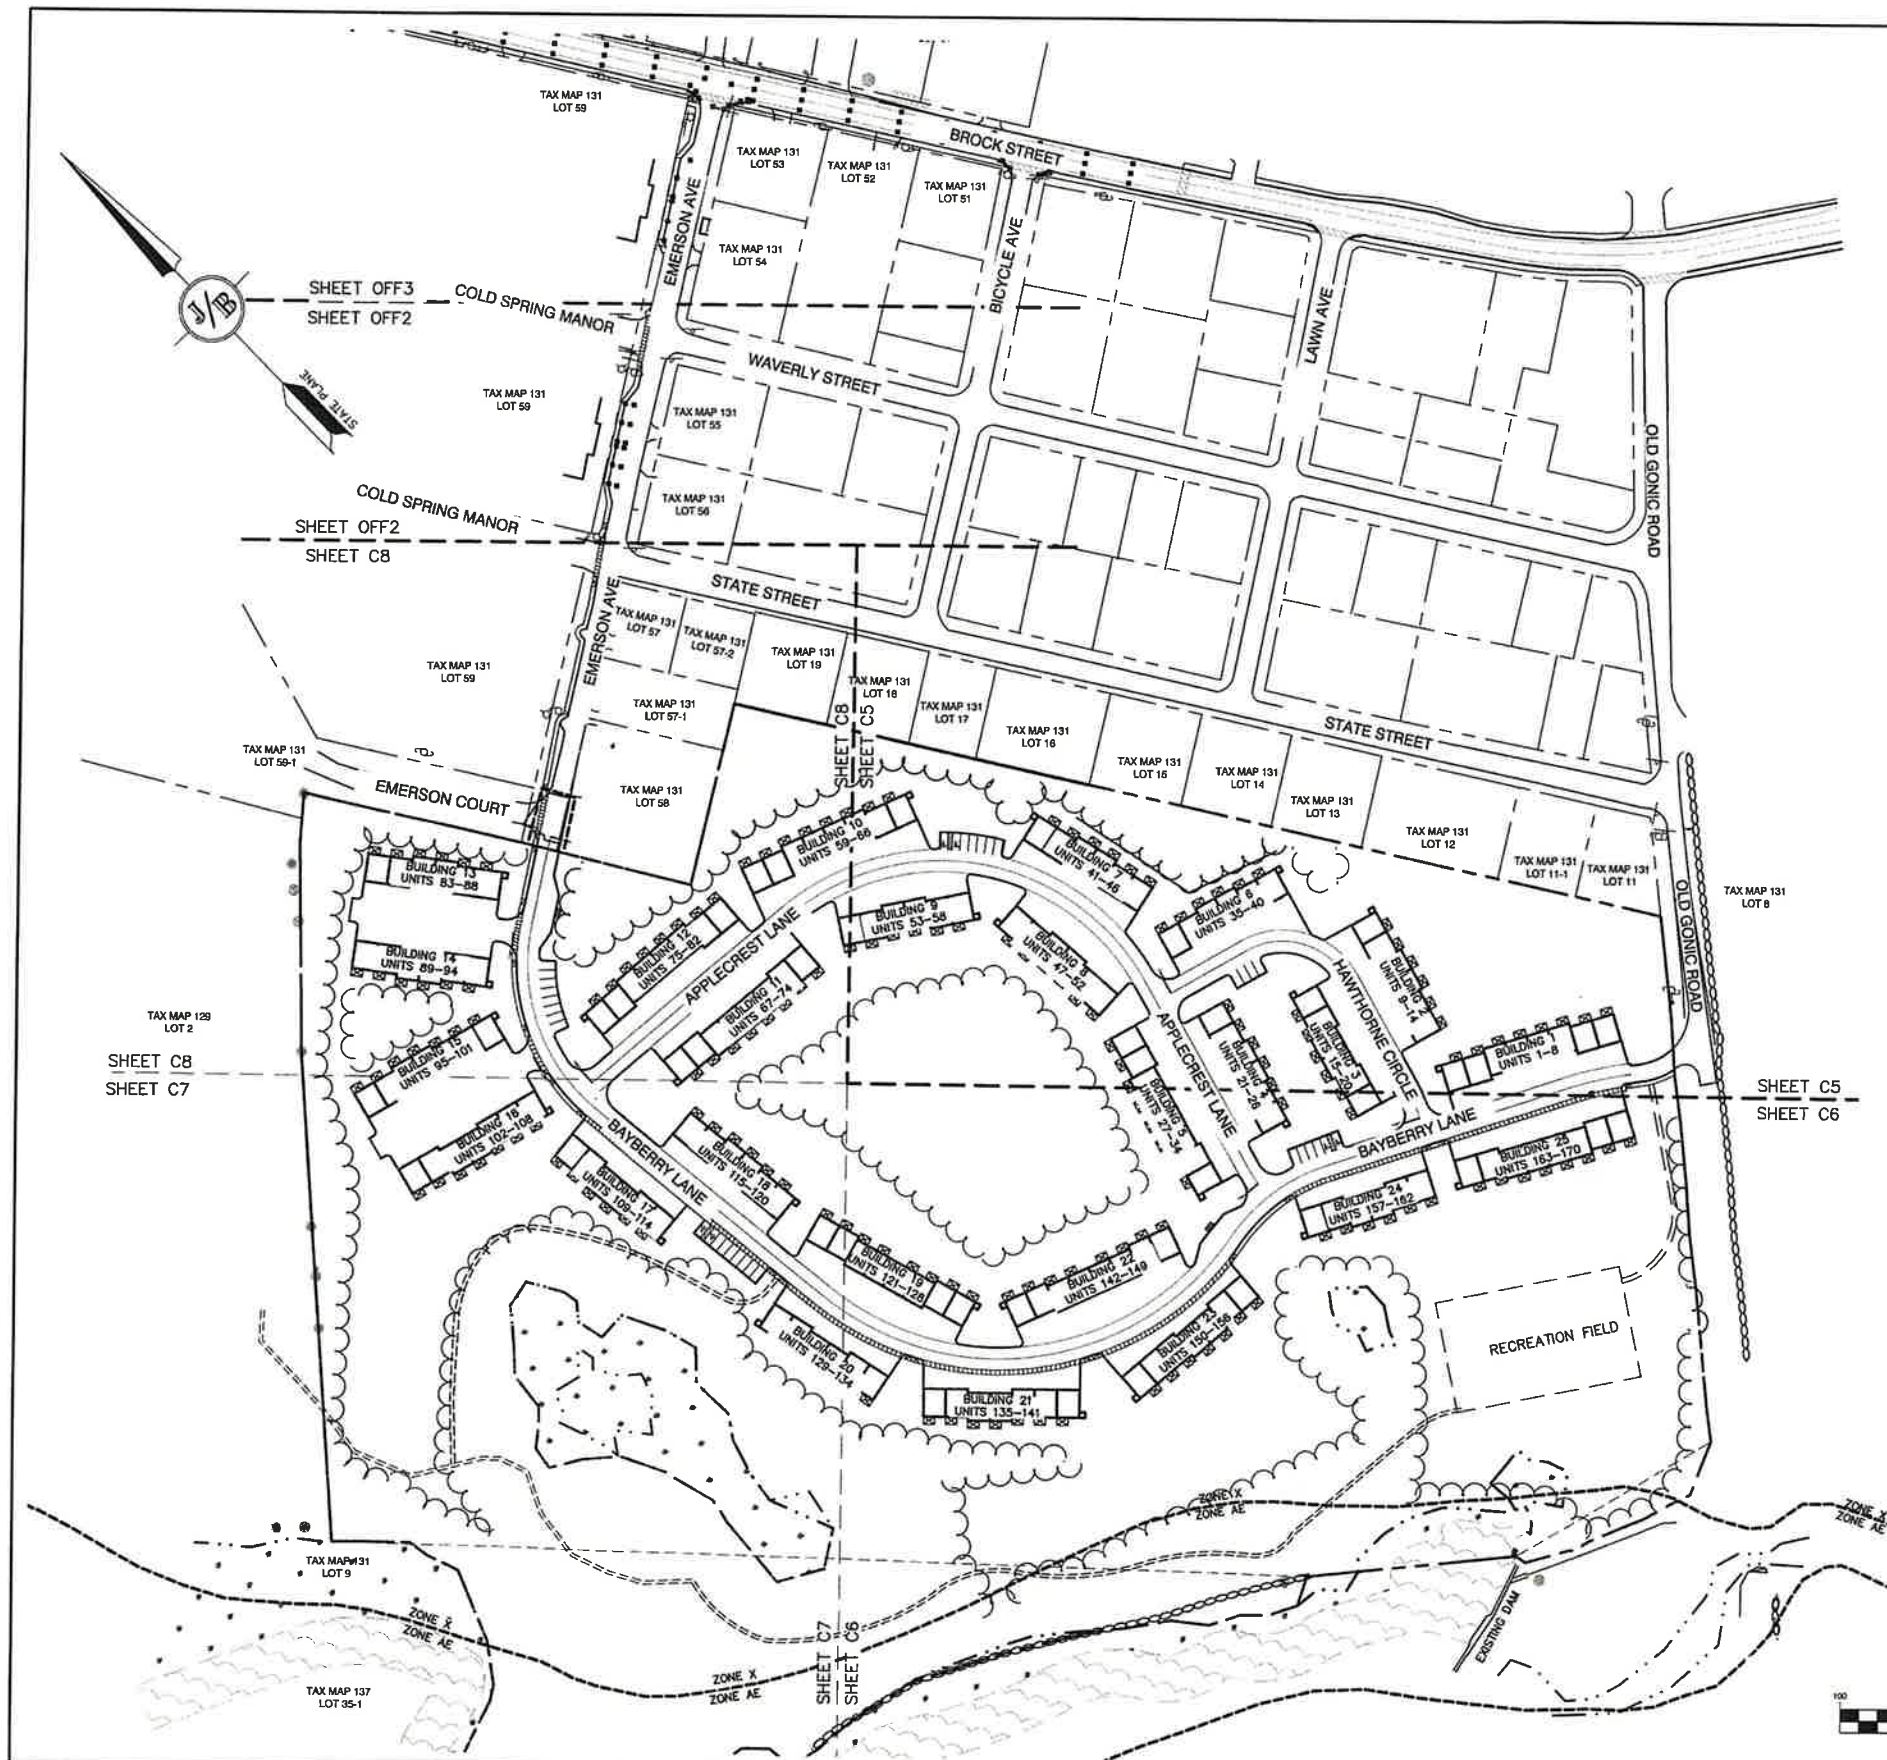 TAX MAP 131
LOT 59
BROCK STREET
TAX MAP 131
LOT 53
TAX MAP 131
LOT 52
TAX MAP 131
LOT 51
EMERSON AVE
BICYCLE AVE
TAX MAP 131
LOT 54
SHEET OFF3
SHEET OFF2
COLD SPRING MANOR
J/B
STATE PLANE
LAWN AVE
WAVERLY STREET
TAX MAP 131
LOT 59
TAX MAP 131
LOT 55
OLD GONIC ROAD
COLD SPRING MANOR
TAX MAP 131
LOT 56
SHEET OFF2
SHEET C8
STATE STREET
EMERSON AVE
TAX MAP 131
LOT 57
TAX MAP 131
LOT 57-2
TAX MAP 131
LOT 19
TAX MAP 131
LOT 18
TAX MAP 131
LOT 17
TAX MAP 131
LOT 16
TAX MAP 131
LOT 15
TAX MAP 131
LOT 14
TAX MAP 131
LOT 13
TAX MAP 131
LOT 12
TAX MAP 131
LOT 11-1
TAX MAP 131
LOT 11
STATE STREET
TAX MAP 131
LOT 59
TAX MAP 131
LOT 57-1
SHEET C8
SHEET C5
TAX MAP 131
LOT 59-1
EMERSON COURT
TAX MAP 131
LOT 58
TAX MAP 131
LOT 8
OLD GONIC ROAD
BUILDING 13
UNITS 83-88
BUILDING 10
UNITS 59-66
BUILDING 7
UNITS 41-46
BUILDING 6
UNITS 35-40
BUILDING 9
UNITS 53-58
BUILDING 12
UNITS 75-82
APPLECREST LANE
BUILDING 14
UNITS 89-94
BUILDING 11
UNITS 67-74
BUILDING 8
UNITS 47-52
BUILDING 2
UNITS 9-14
HAWTHORNE CIRCLE
TAX MAP 129
LOT 2
BUILDING 15
UNITS 95-101
APPLECREST LANE
BUILDING 4
UNITS 21-26
BUILDING 3
UNITS 15-20
BUILDING 1
UNITS 1-8
SHEET C8
SHEET C7
SHEET C5
SHEET C6
BUILDING 16
UNITS 102-108
BAYBERRY LANE
BUILDING 5
UNITS 27-34
BAYBERRY LANE
BUILDING 25
UNITS 163-170
BUILDING 18
UNITS 115-120
BUILDING 17
UNITS 109-114
BUILDING 24
UNITS 157-162
BUILDING 19
UNITS 121-128
BUILDING 22
UNITS 142-149
BUILDING 23
UNITS 150-156
BUILDING 20
UNITS 129-134
BUILDING 21
UNITS 135-141
RECREATION FIELD
ZONE X
ZONE AE
ZONE X
ZONE AE
TAX MAP 131
LOT 9
ZONE X
ZONE AE
SHEET C7
SHEET C6
EXISTING DAM
ZONE X
ZONE AE
TAX MAP 137
LOT 35-1
100